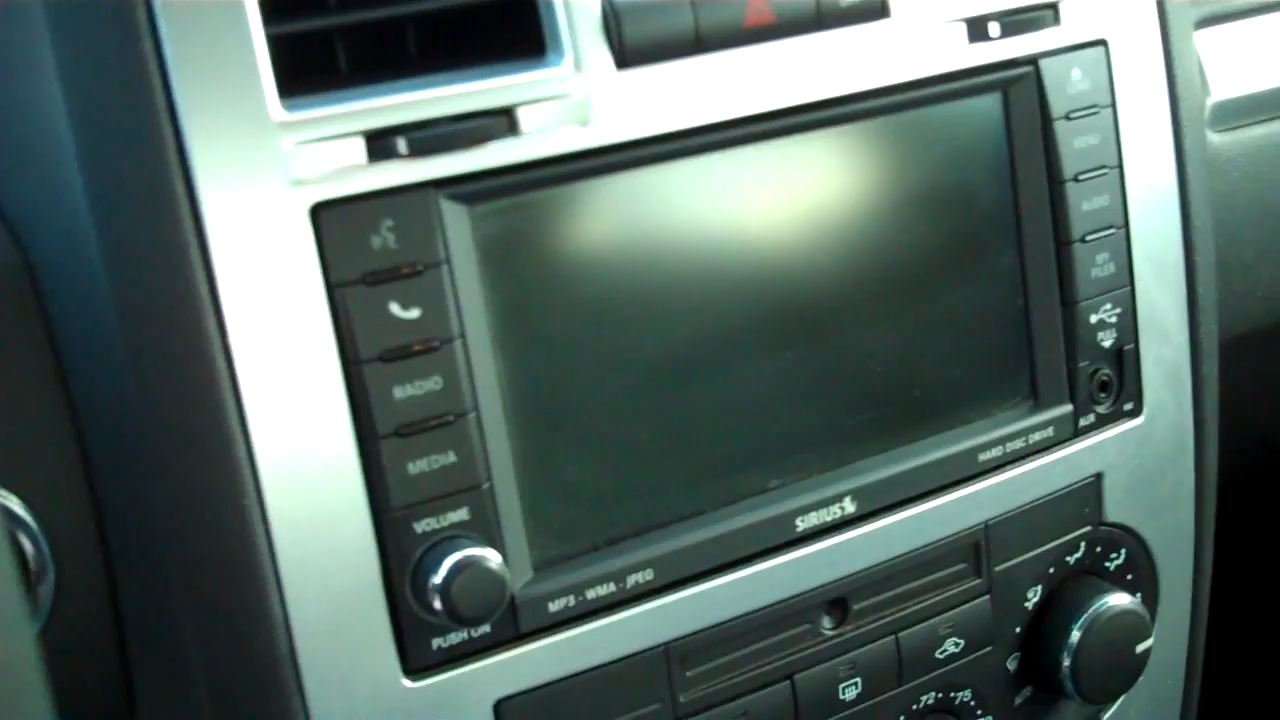 MENU
AUDIO
MY
FILES
PULL
AUX
RADIO
MEDIA
VOLUME
PUSH ON
MP3 - WMA - JPEG
SIRIUS
HARD DISC DRIVE
72 75